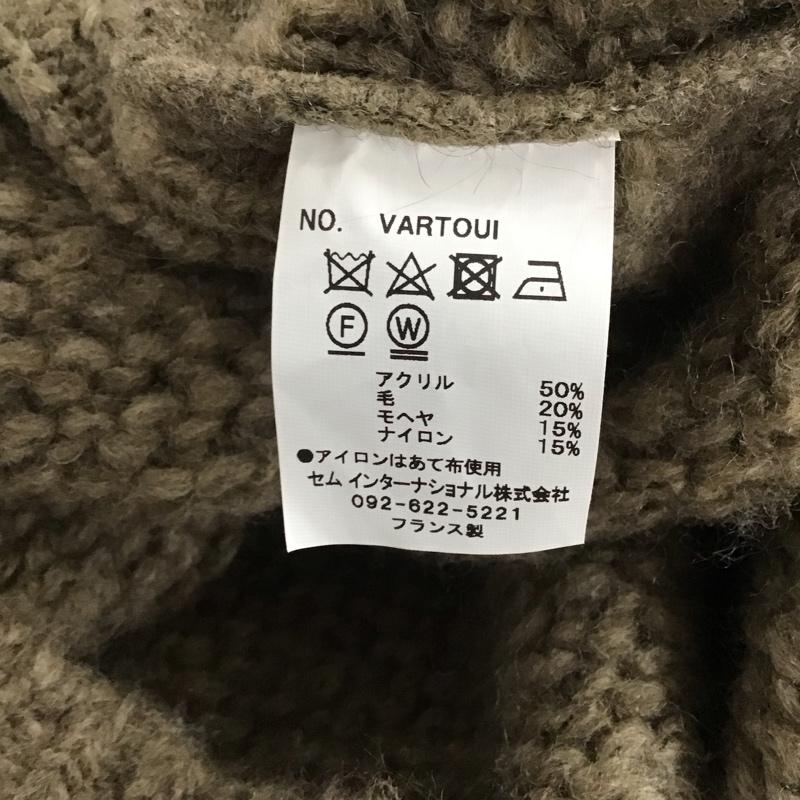 NO. VARTOUI
F W
アクリル 50%
毛 20%
モヘヤ 15%
ナイロン 15%
●アイロンはあて布使用
セム インターナショナル株式会社
092-622-5221
フランス製